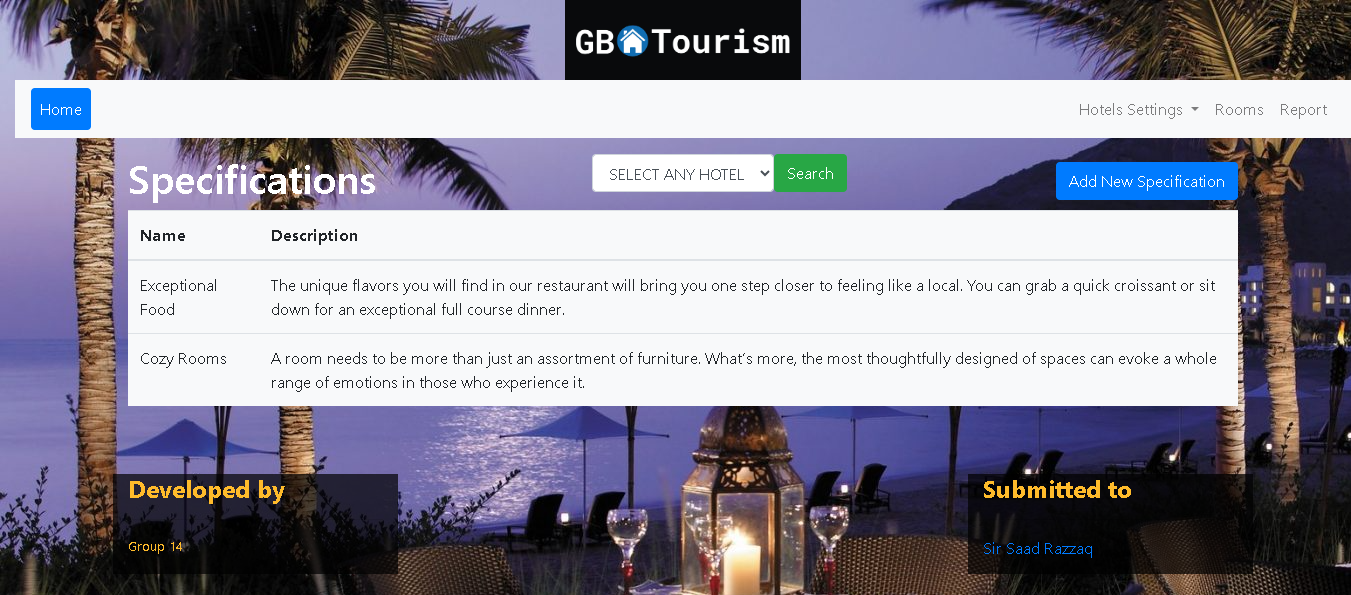 GB Tourism
Home
Hotels Settings
Rooms
Report
Specifications
SELECT ANY HOTEL
Search
Add New Specification
Name
Description
Exceptional
Food
The unique flavors you will find in our restaurant will bring you one step closer to feeling like a local. You can grab a quick croissant or sit
down for an exceptional full course dinner.
Cozy Rooms
A room needs to be more than just an assortment of furniture. What's more, the most thoughtfully designed of spaces can evoke a whole
range of emotions in those who experience it.
Developed by
Group 14
Submitted to
Sir Saad Razzaq